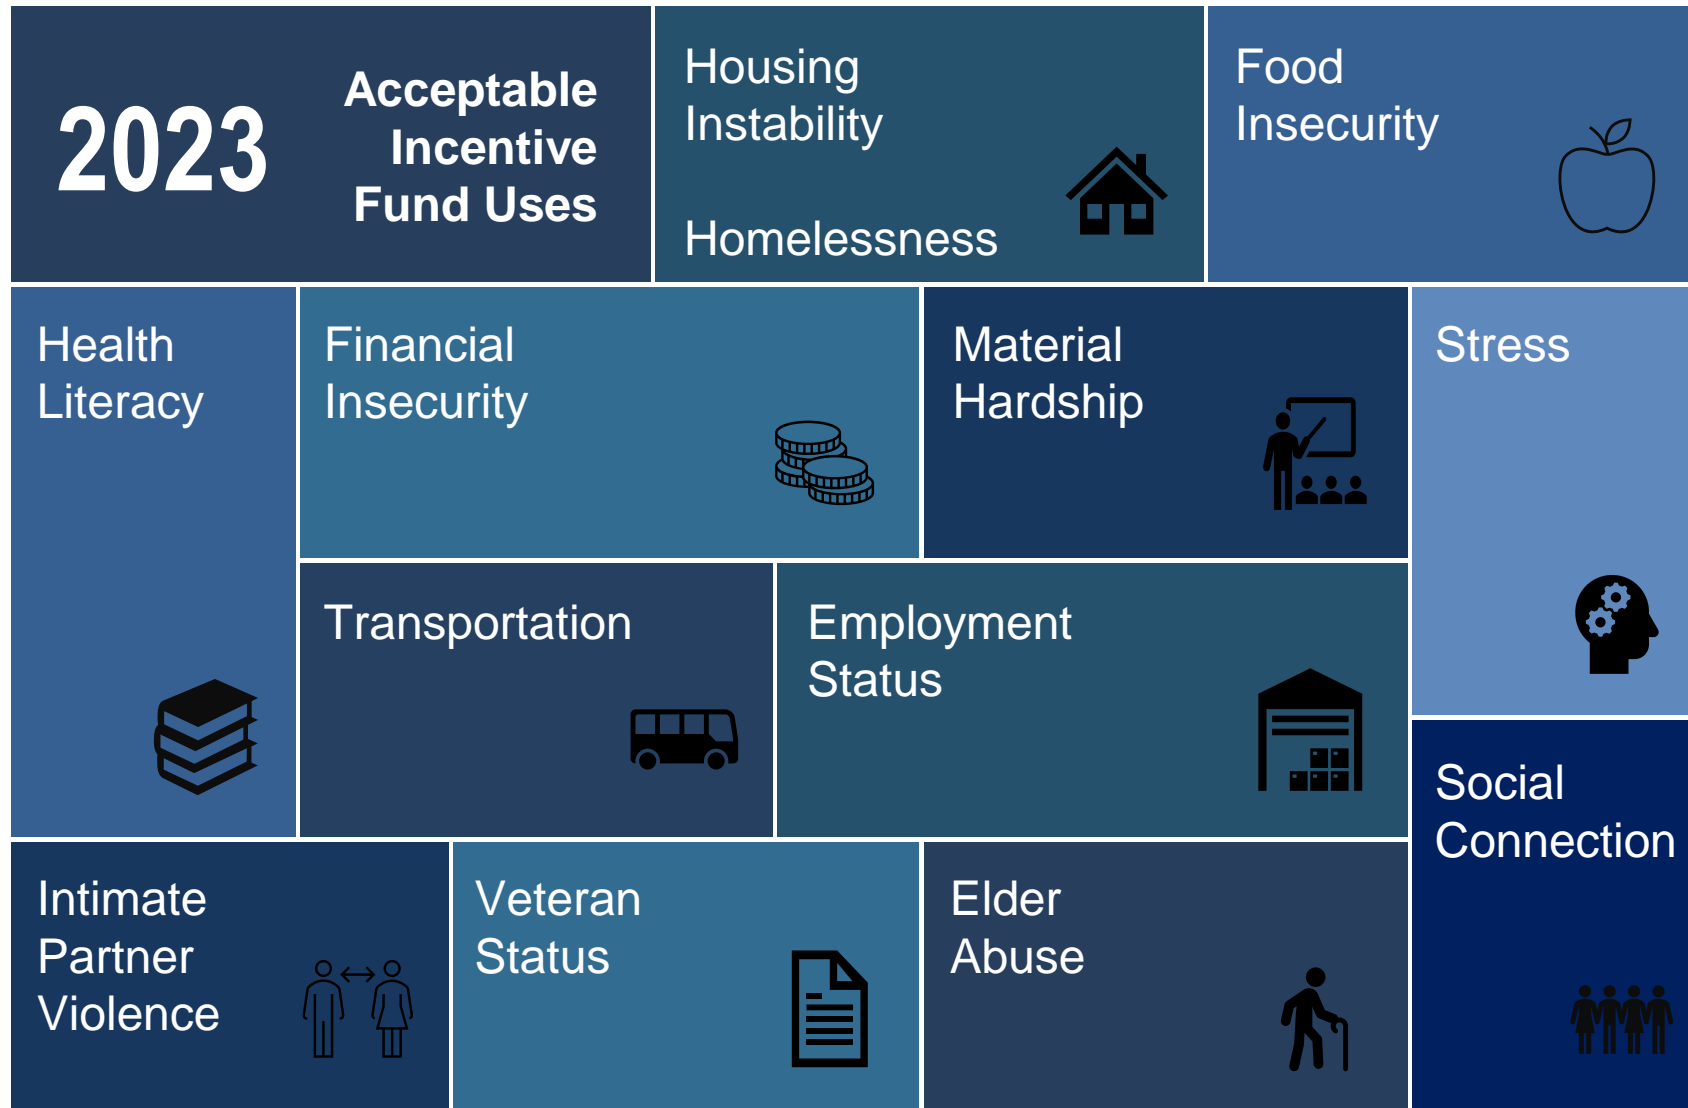 2023
Acceptable
Incentive
Fund Uses
Housing
Instability
Homelessness
Food
Insecurity
Health
Literacy
Financial
Insecurity
Material
Hardship
Stress
Transportation
Employment
Status
Social
Connection
Intimate
Partner
Violence
Veteran
Status
Elder
Abuse